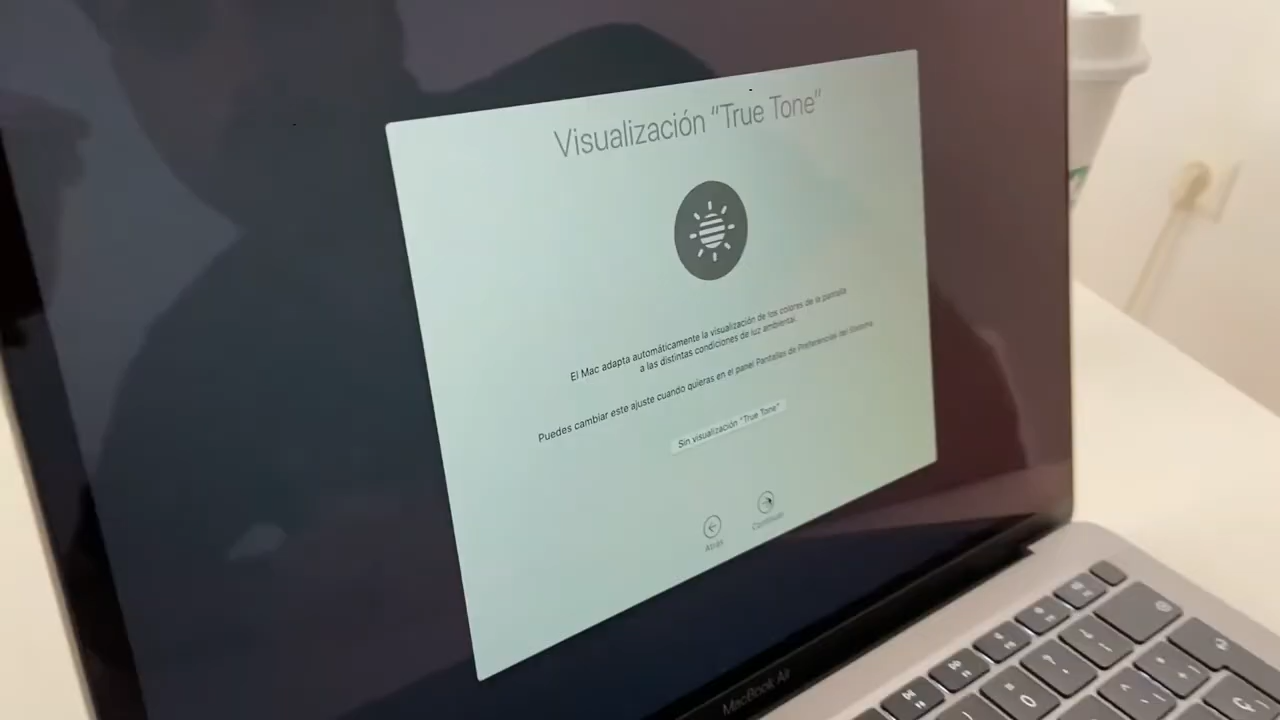 Visualización “True Tone”
El Mac adapta automáticamente la visualización de los colores de la pantalla
a las distintas condiciones de luz ambiental.
Puedes cambiar este ajuste cuando quieras en el panel Pantallas de Preferencias del Sistema.
Sin visualización “True Tone”
Atrás
Continuar
MacBook Air